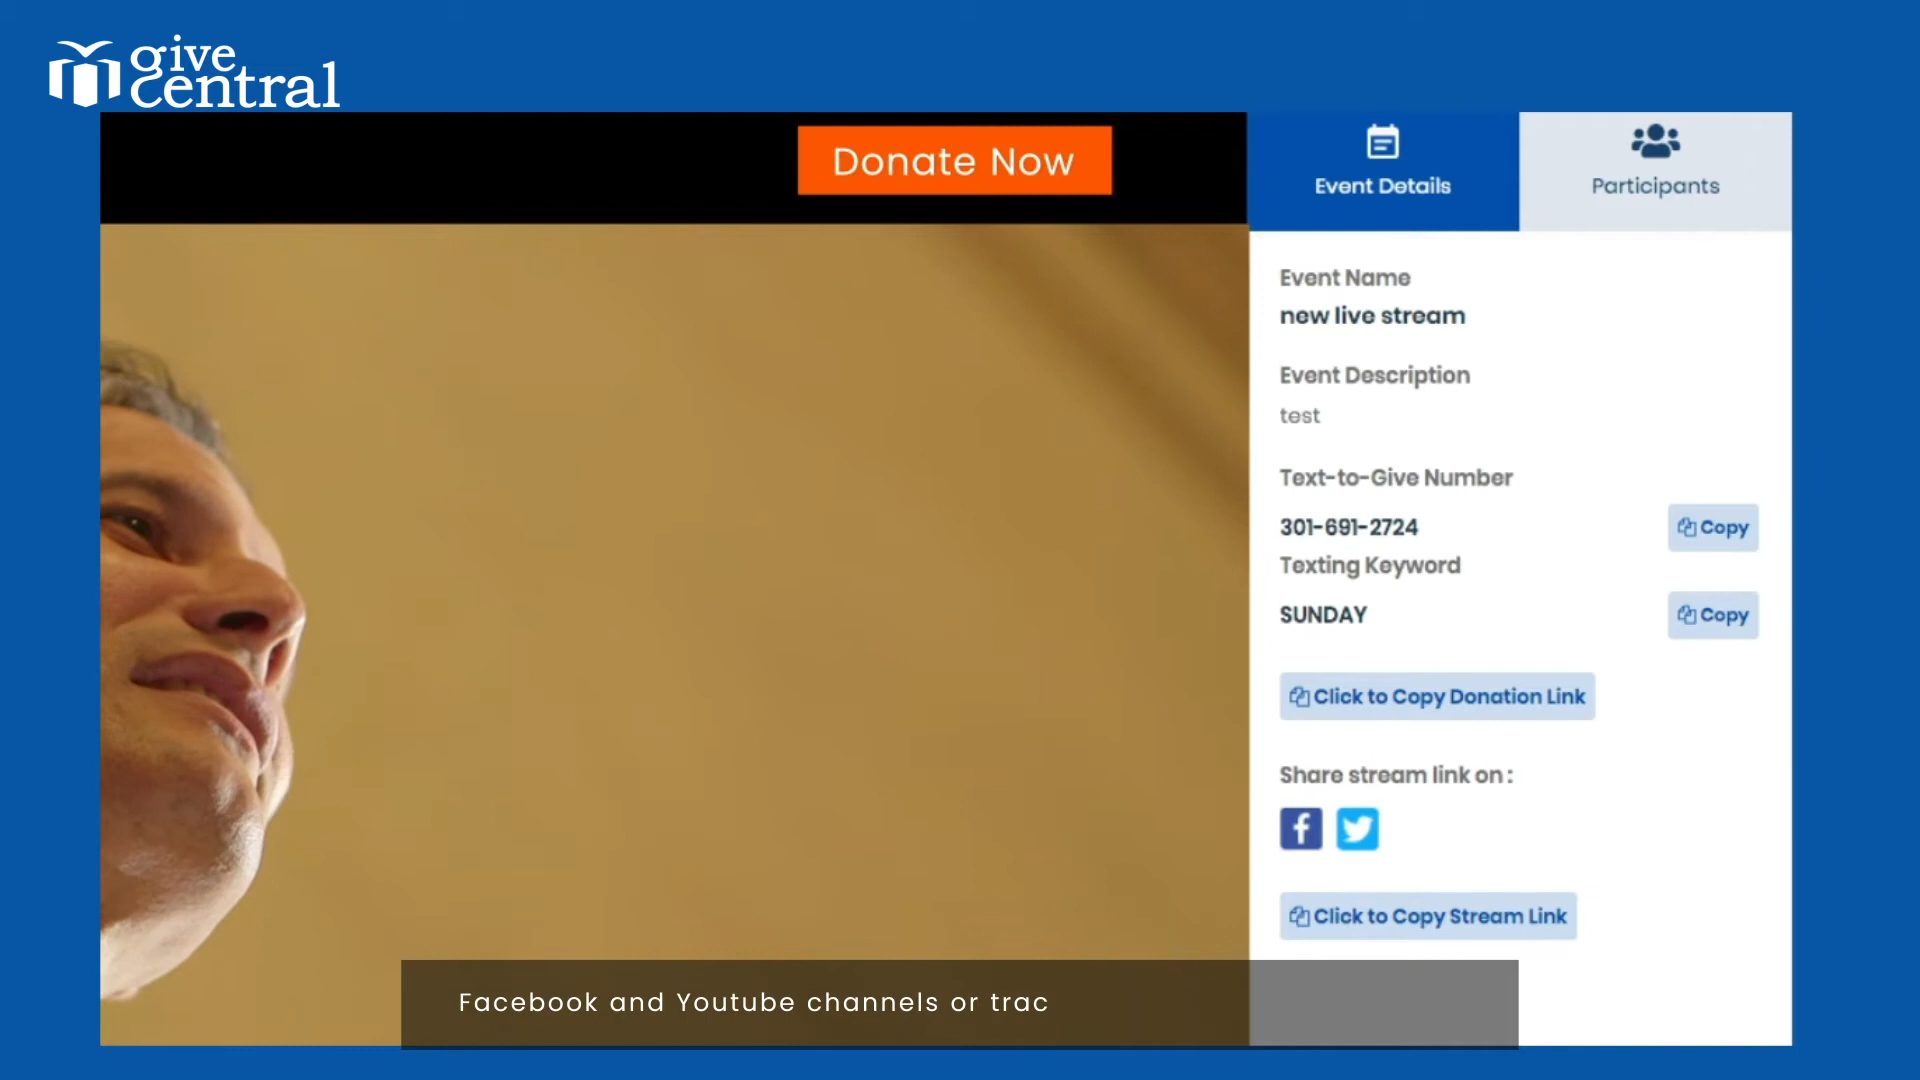 give
central
Donate Now
Event Details
Participants
Event Name
new live stream
Event Description
test
Text-to-Give Number
301-691-2724
Copy
Texting Keyword
SUNDAY
Copy
Click to Copy Donation Link
Share stream link on :
f
Click to Copy Stream Link
Facebook and Youtube channels or trac